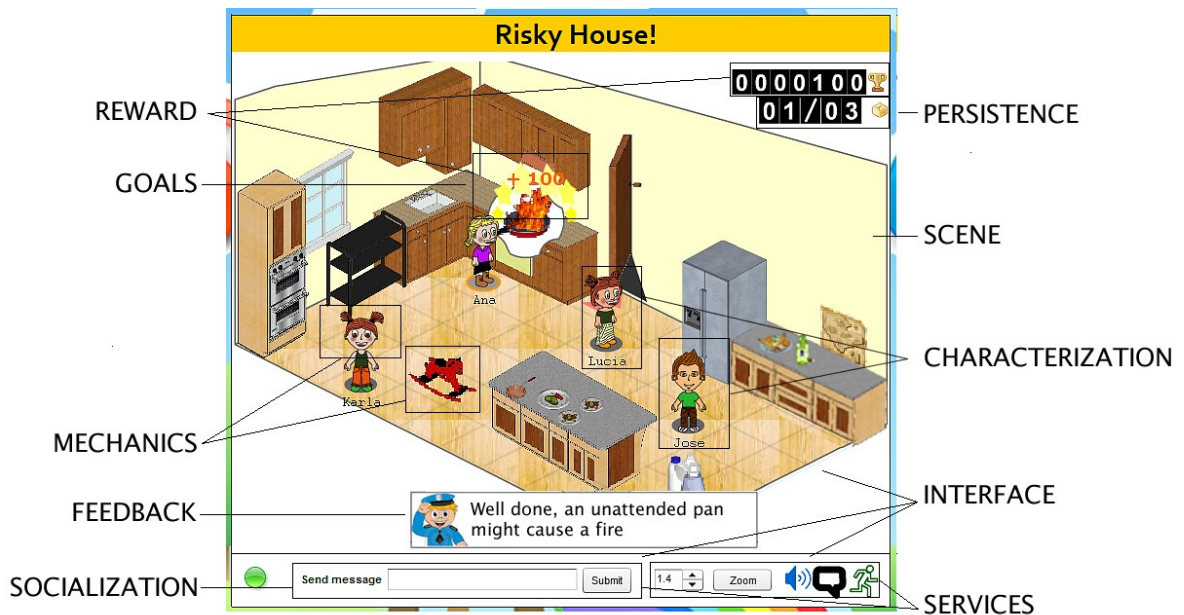 Risky House!
0000100
01/03
REWARD
PERSISTENCE
GOALS
+ 100
SCENE
Ana
Lucia
CHARACTERIZATION
Karla
Jose
MECHANICS
INTERFACE
FEEDBACK
Well done, an unattended pan
might cause a fire
SOCIALIZATION
Send message
Submit
1.4
Zoom
SERVICES